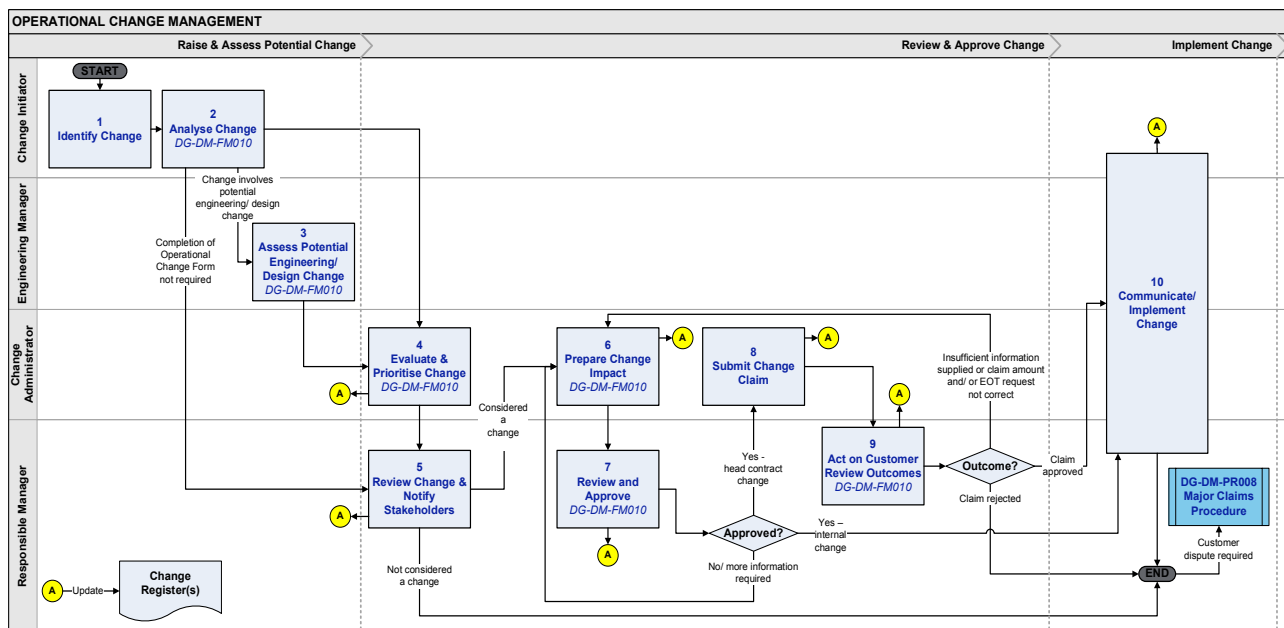 OPERATIONAL CHANGE MANAGEMENT
Raise & Assess Potential Change
Review & Approve Change
Implement Change
Change Initiator
START
1
Identify Change
2
Analyse Change
DG-DM-FM010
A
Change involves
potential
engineering/ design
change
Engineering Manager
Completion of
Operational
Change Form
not required
3
Assess Potential
Engineering/
Design Change
DG-DM-FM010
10
Communicate/
Implement
Change
Change
Administrator
4
Evaluate &
Prioritise Change
DG-DM-FM010
A
Considered
a
change
6
Prepare Change
Impact
DG-DM-FM010
A
8
Submit Change
Claim
A
Insufficient information
supplied or claim amount
and/ or EOT request
not correct
Responsible Manager
5
Review Change &
Notify
Stakeholders
A
Not considered
a change
7
Review and
Approve
DG-DM-FM010
A
Yes -
head contract
change
Approved?
No/ more information
required
Yes –
internal
change
A
9
Act on Customer
Review Outcomes
DG-DM-FM010
Outcome?
Claim
approved
Claim rejected
DG-DM-PR008
Major Claims
Procedure
Customer
dispute required
END
A
Update
Change
Register(s)